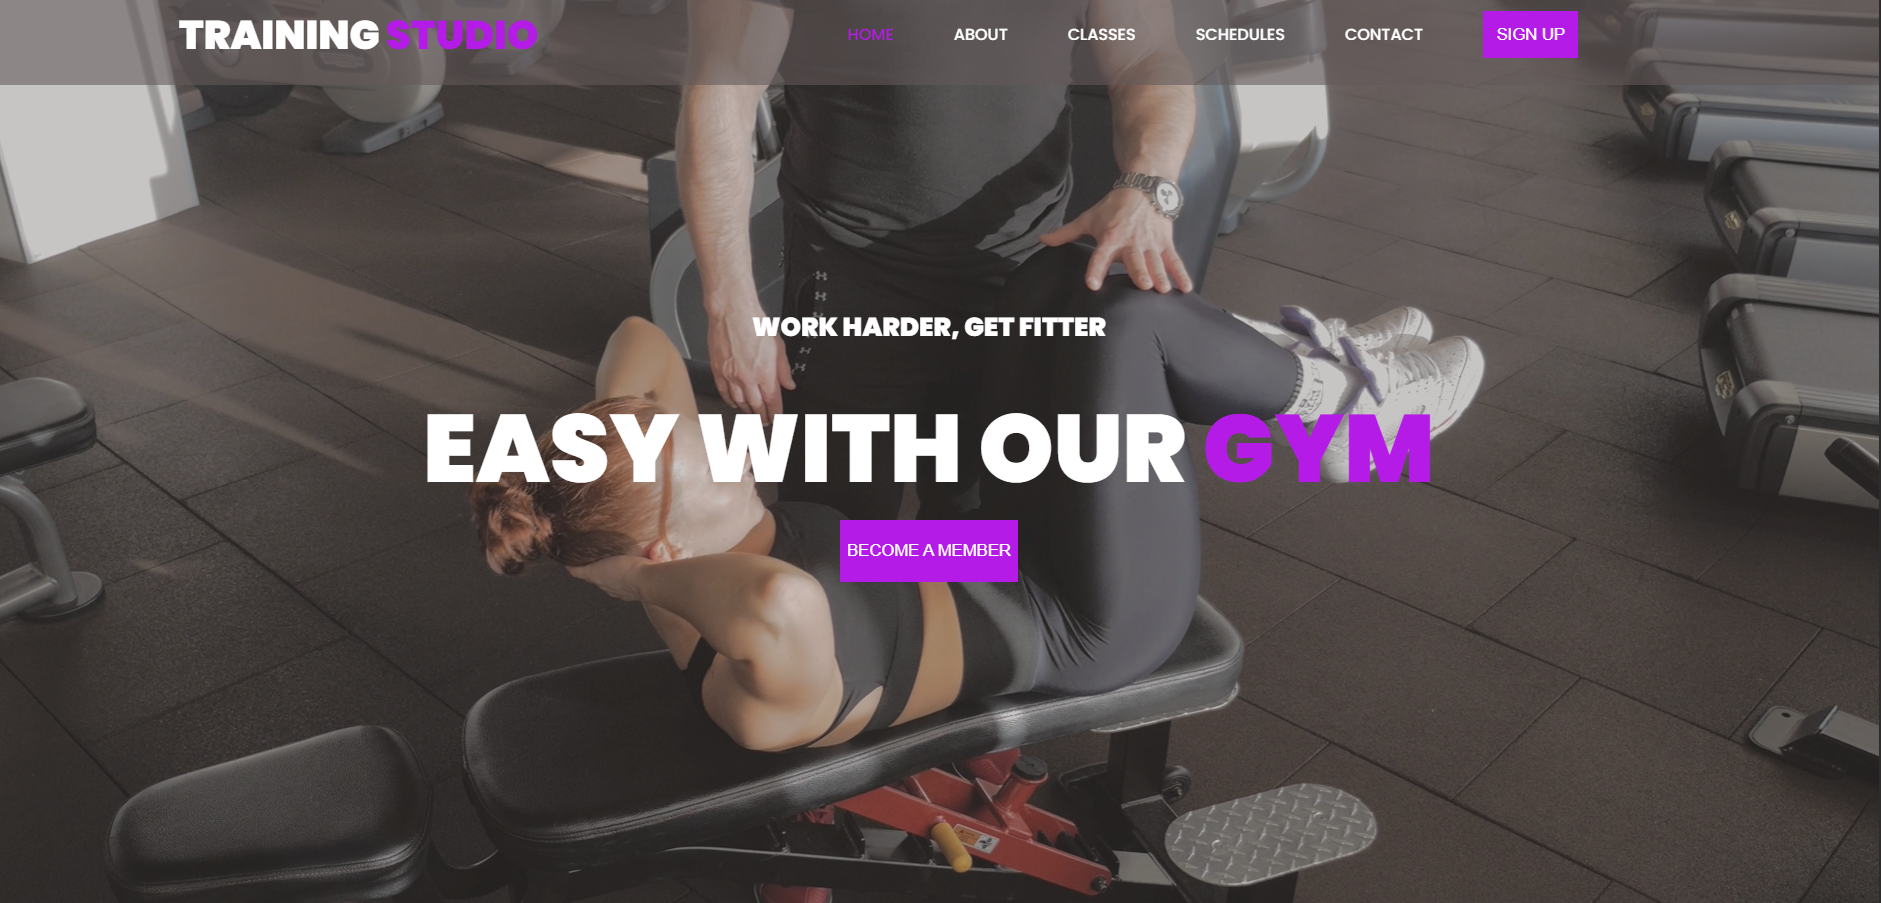 TRAINING STUDIO
HOME
ABOUT
CLASSES
SCHEDULES
CONTACT
SIGN UP
WORK HARDER, GET FITTER
EASY WITH OUR GYM
BECOME A MEMBER